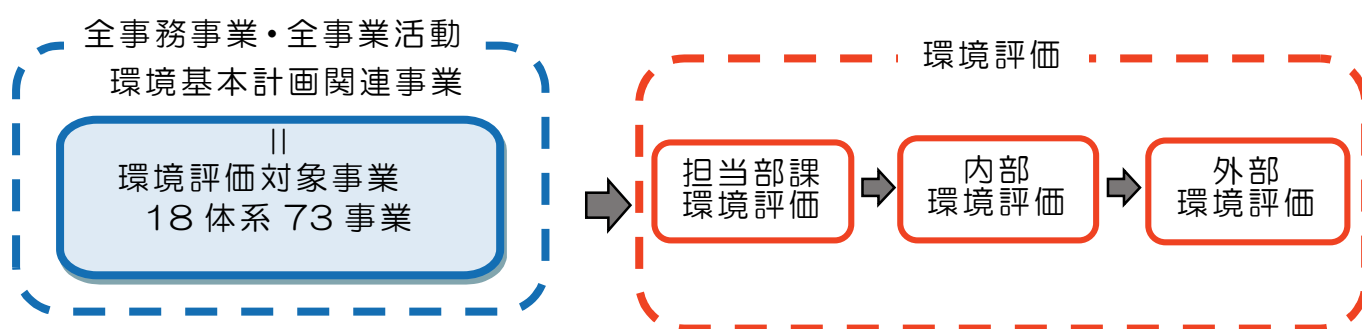 全事務事業・全事業活動
環境基本計画関連事業
||
環境評価対象事業
18 体系 73 事業
環境評価
担当部課
環境評価
内部
環境評価
外部
環境評価